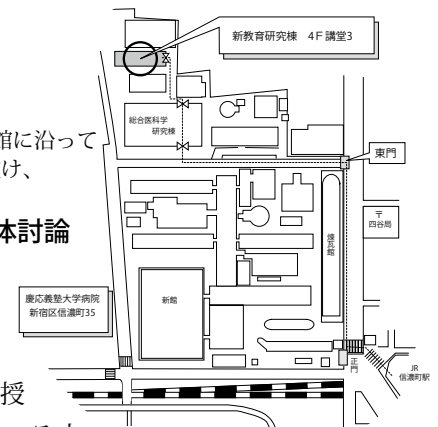 新教育研究棟 4F 講堂3
総合医科学
研究棟
館に沿って
け、
東門
体討論
〒
四谷局
煉瓦館
慶応義塾大学病院
新宿区信濃町35
新館
正門
JR
信濃町駅
授